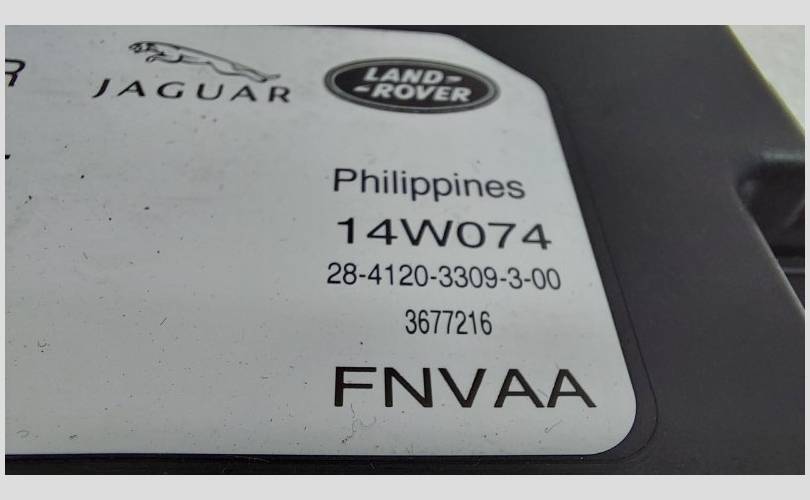 R
JAGUAR
LAND-
-ROVER
Philippines
14W074
28-4120-3309-3-00
3677216
FNVAA